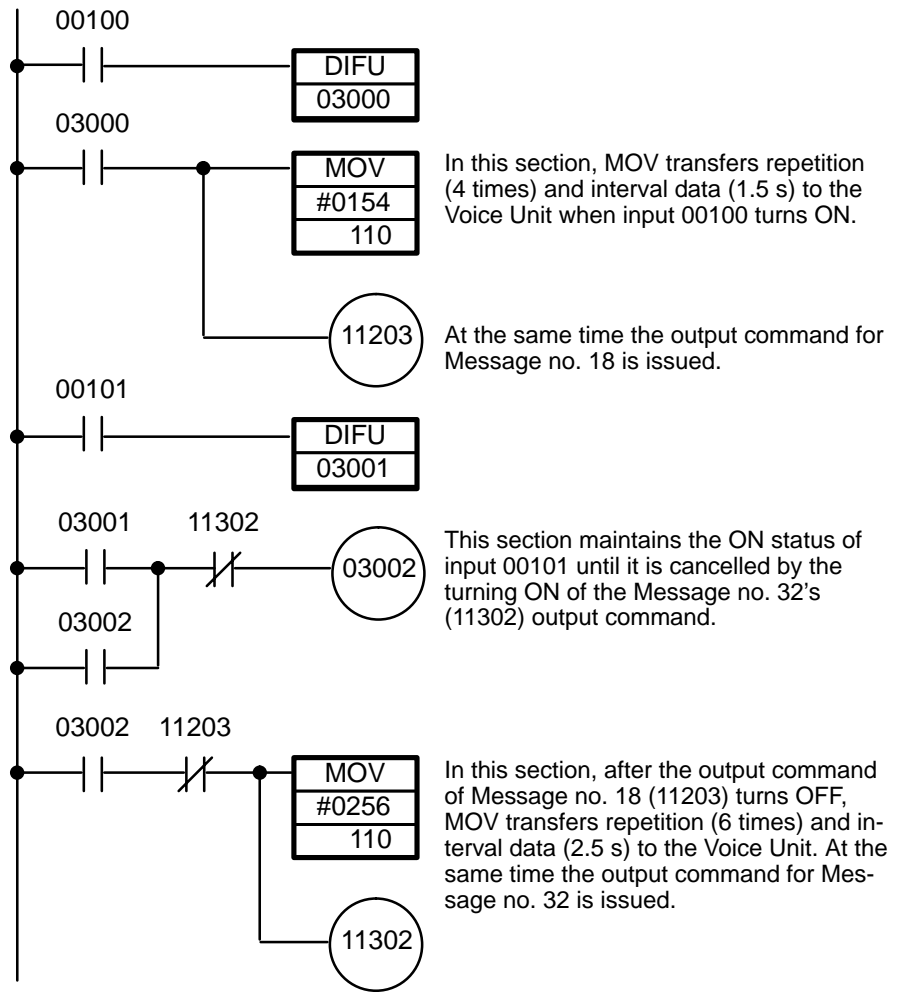 00100
DIFU
03000
03000
MOV
#0154
110
In this section, MOV transfers repetition
(4 times) and interval data (1.5 s) to the
Voice Unit when input 00100 turns ON.
11203
At the same time the output command for
Message no. 18 is issued.
00101
DIFU
03001
03001
11302
03002
This section maintains the ON status of
input 00101 until it is cancelled by the
turning ON of the Message no. 32's
(11302) output command.
03002
03002
11203
MOV
#0256
110
In this section, after the output command
of Message no. 18 (11203) turns OFF,
MOV transfers repetition (6 times) and in-
terval data (2.5 s) to the Voice Unit. At the
same time the output command for Mes-
sage no. 32 is issued.
11302